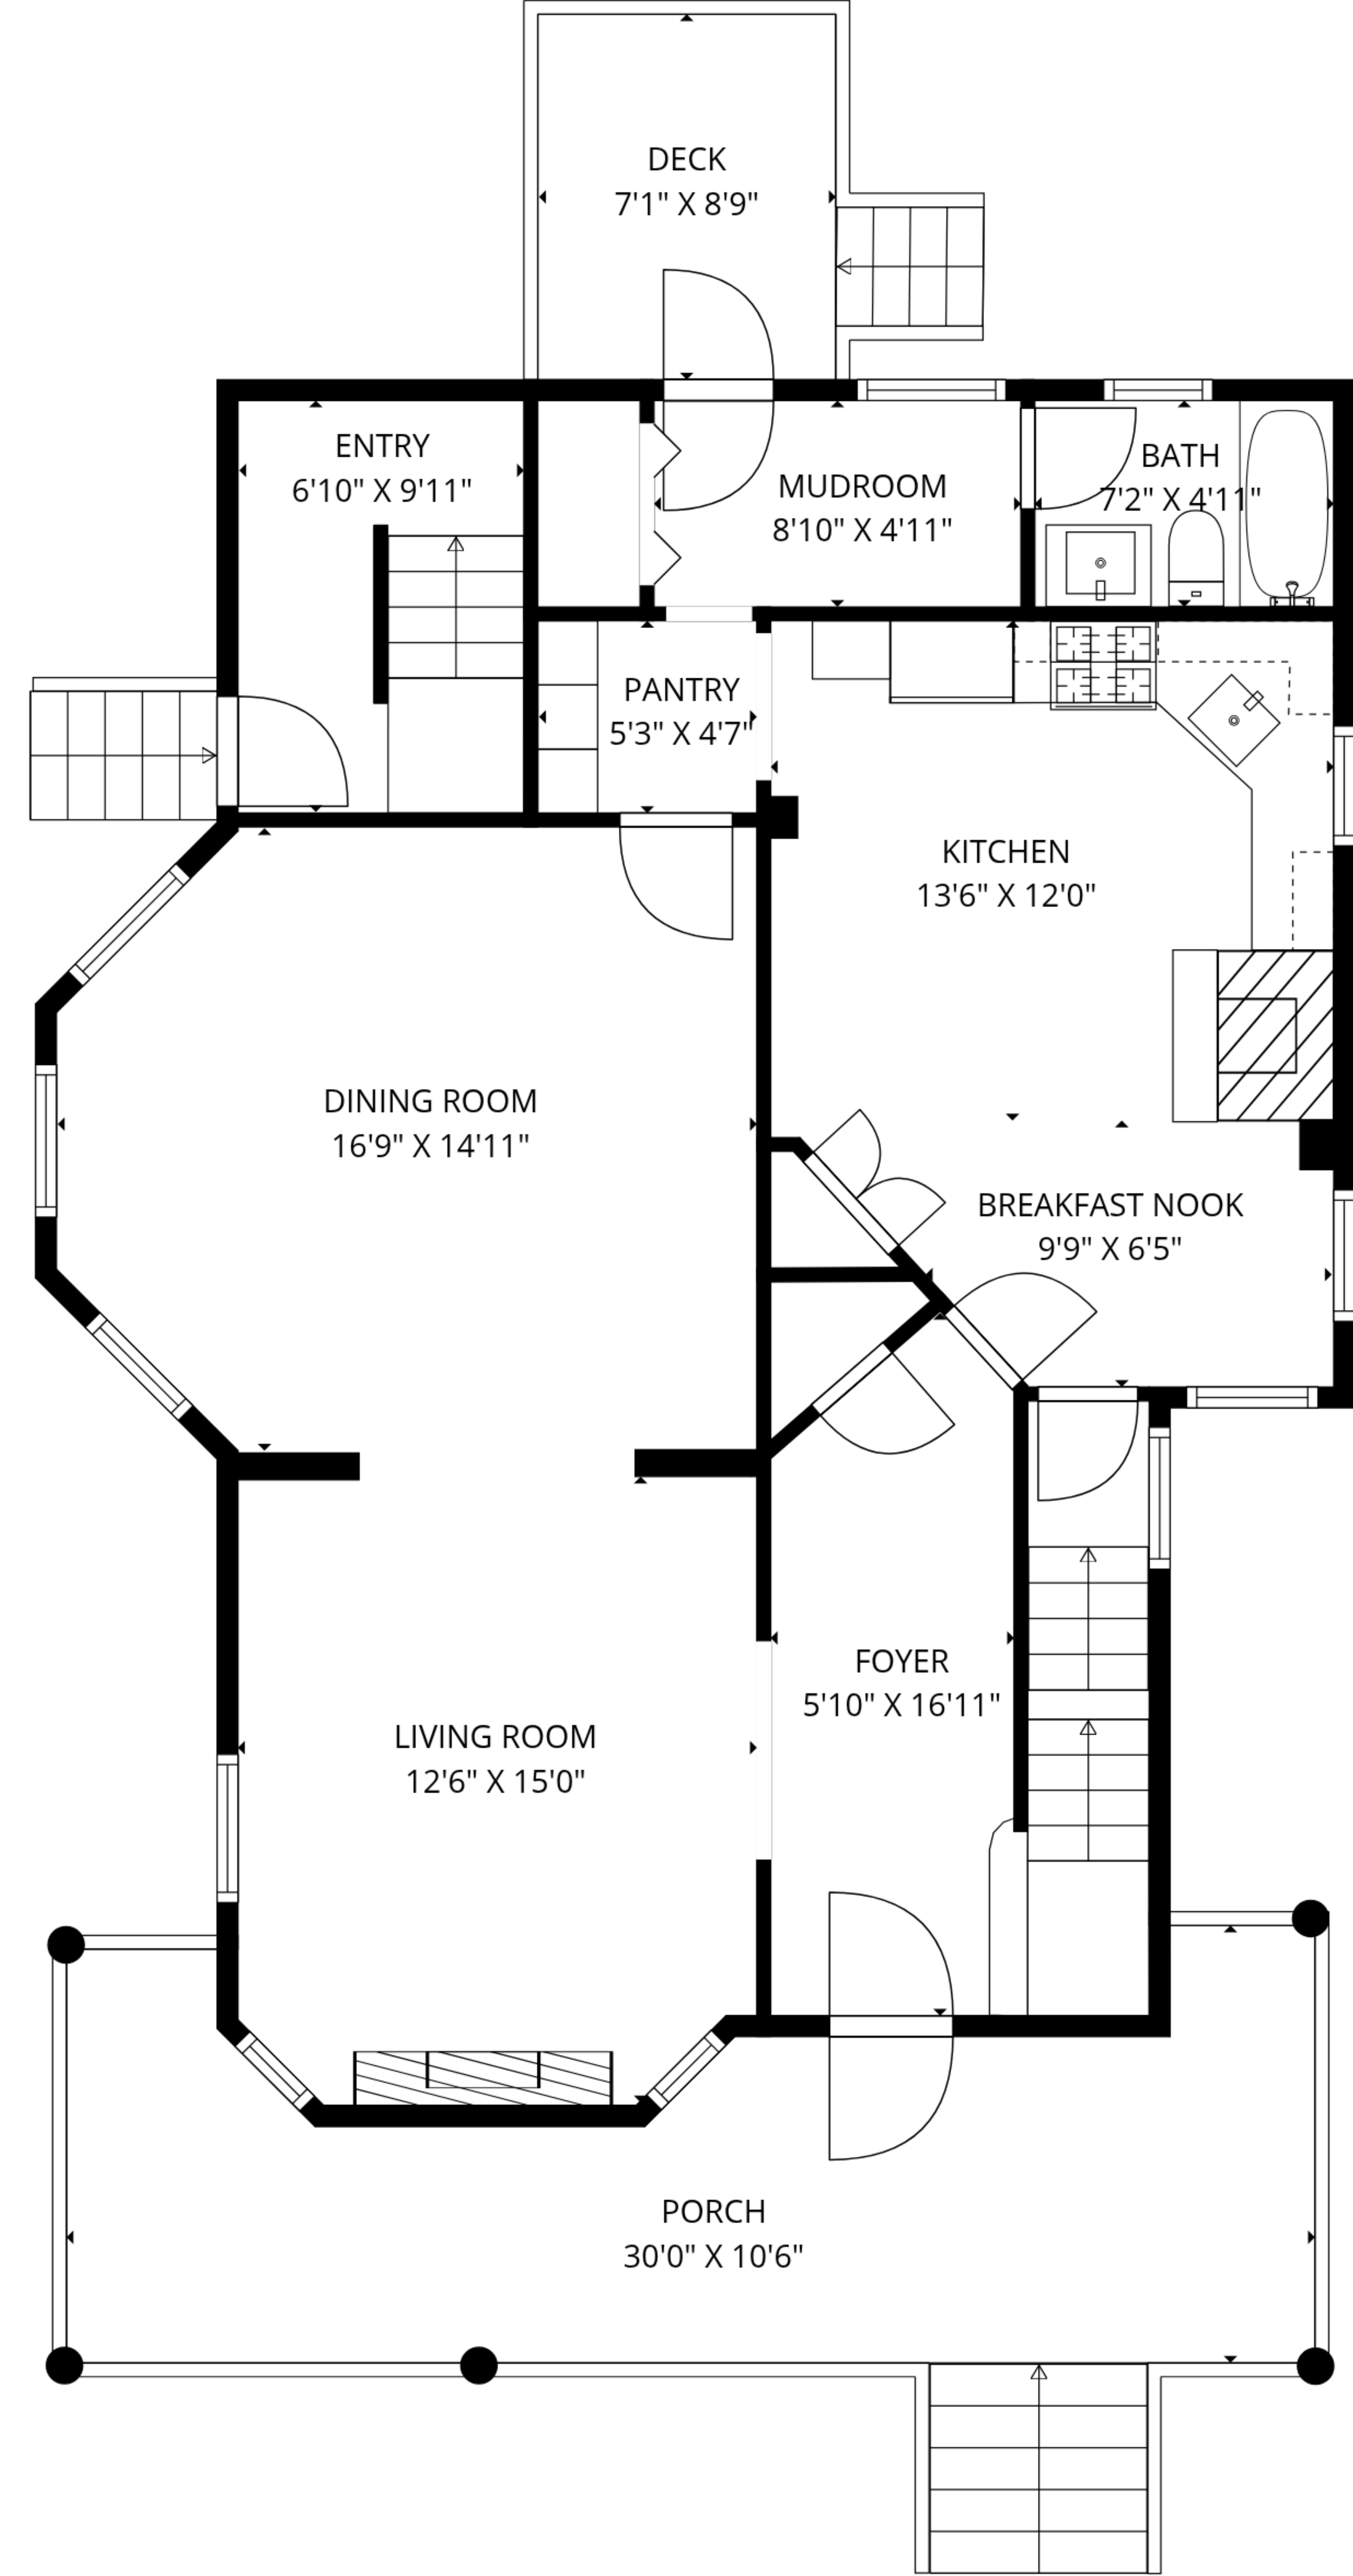 DECK
7'1" X 8'9"
ENTRY
6'10" X 9'11"
MUDROOM
8'10" X 4'11"
BATH
7'2" X 4'11"
PANTRY
5'3" X 4'7"
KITCHEN
13'6" X 12'0"
DINING ROOM
16'9" X 14'11"
BREAKFAST NOOK
9'9" X 6'5"
FOYER
5'10" X 16'11"
LIVING ROOM
12'6" X 15'0"
PORCH
30'0" X 10'6"